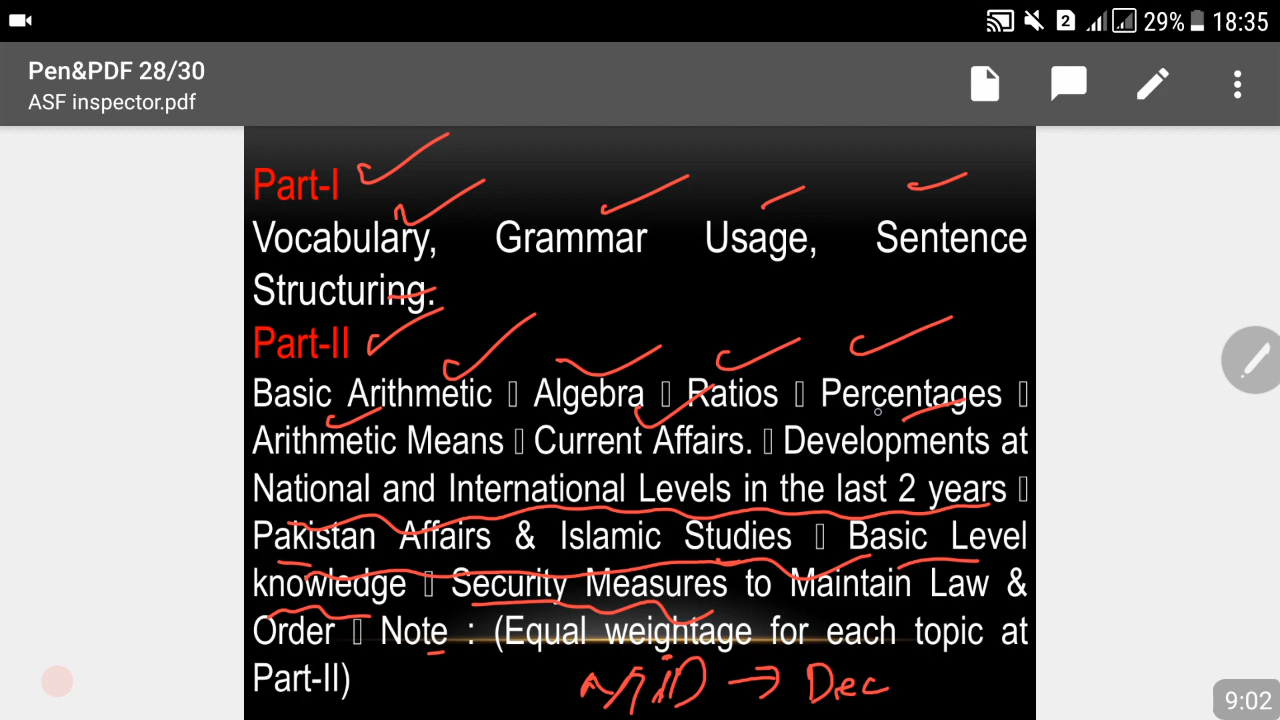 29% 18:35
Pen&PDF 28/30
ASF inspector.pdf
Part-I
Vocabulary, Grammar Usage, Sentence
Structuring.
Part-II
Basic Arithmetic ▯ Algebra ▯ Ratios ▯ Percentages ▯
Arithmetic Means ▯ Current Affairs. ▯ Developments at
National and International Levels in the last 2 years ▯
Pakistan Affairs & Islamic Studies ▯ Basic Level
knowledge ▯ Security Measures to Maintain Law &
Order ▯ Note : (Equal weightage for each topic at
Part-II)
MID → Dec
9:02